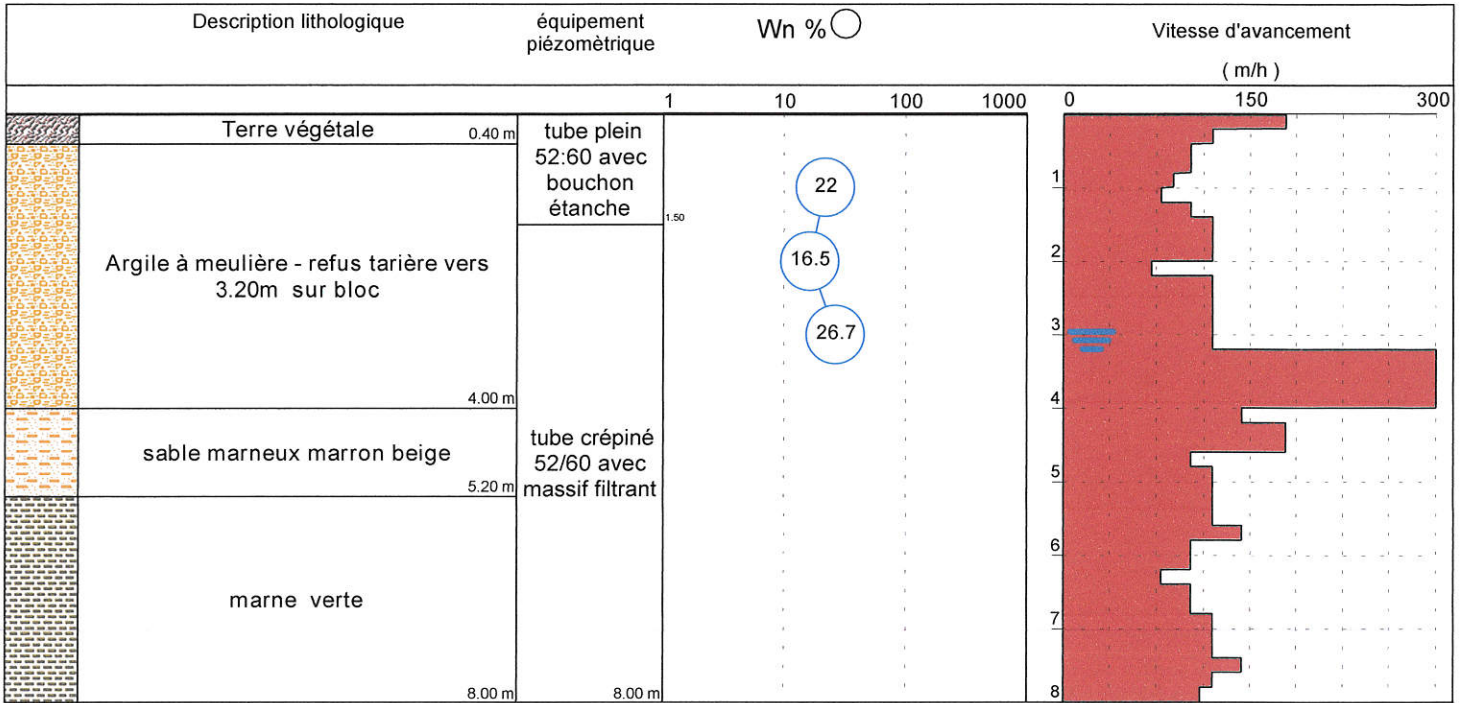 Description lithologique
équipement
piézomètrique
Wn %
Vitesse d'avancement
( m/h )
1 10 100 1000
0 150 300
Terre végétale
0.40 m
tube plein
52:60 avec
bouchon
étanche
1.50
22
16.5
26.7
Argile à meulière - refus tarière vers
3.20m sur bloc
4.00 m
sable marneux marron beige
5.20 m
tube crépiné
52/60 avec
massif filtrant
marne verte
8.00 m
8.00 m
1
2
3
4
5
6
7
8